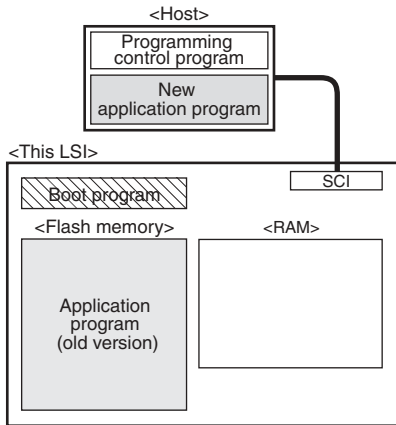 <Host>
Programming
control program
New
application program
<This LSI>
SCI
Boot program
<Flash memory>
<RAM>
Application
program
(old version)